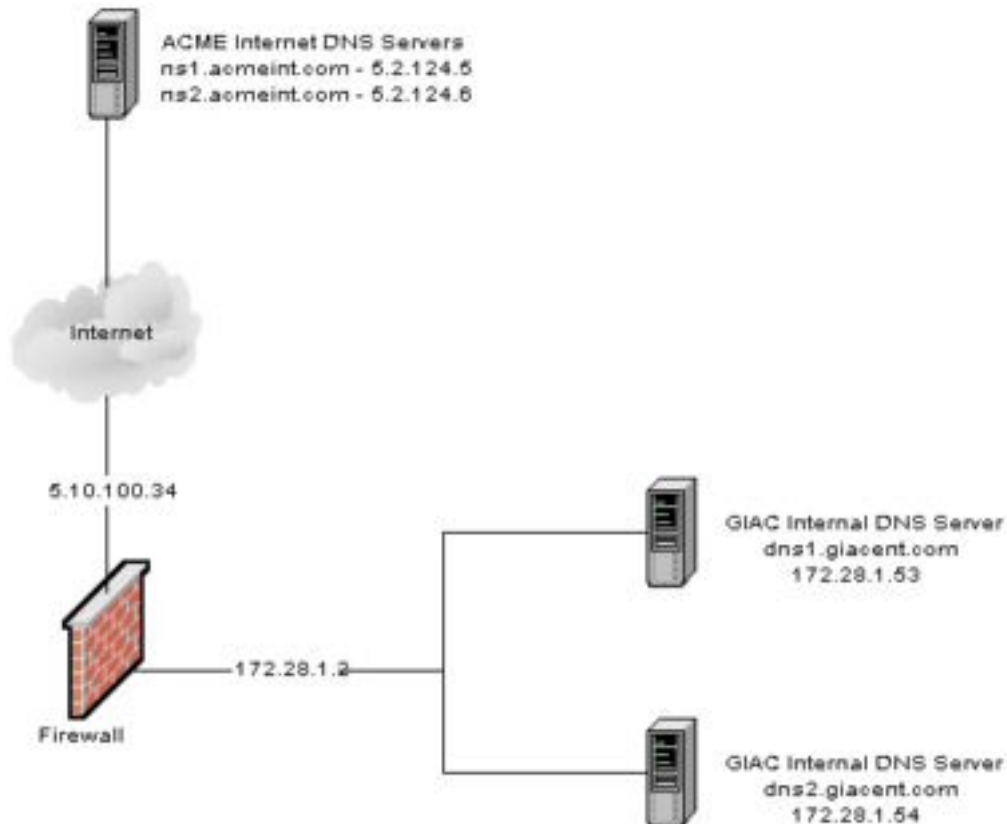 ACME Internet DNS Servers
ns1.acmeint.com - 5.2.124.5
ns2.acmeint.com - 5.2.124.6
Internet
5.10.100.34
GIAC Internal DNS Server
dns1.giacent.com
172.28.1.53
172.28.1.2
Firewall
GIAC Internal DNS Server
dns2.giacent.com
172.28.1.54